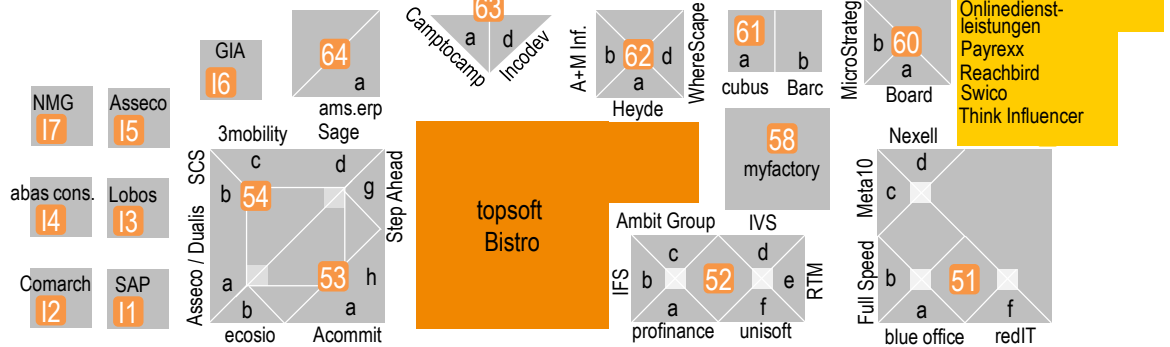 63
Camptocamp
a
d
Incodev
GIA
I6
64
a
ams.erp
A+M Inf.
b
62
d
a
Heyde
WhereScape
61
a
b
cubus
Barc
MicroStrateg
b
60
a
Board
Onlinedienst-
leistungen
Payrexx
Reachbird
Swico
Think Influencer
NMG
I7
Asseco
I5
abas cons.
I4
Lobos
I3
Comarch
I2
SAP
I1
3mobility
Sage
SCS
c
d
b
54
g
Step Ahead
Asseco / Dualis
a
53
h
b
a
ecosio
Acommit
topsoft
Bistro
58
myfactory
Ambit Group
IVS
IFS
c
d
b
52
e
RTM
a
f
profinance
unisoft
Nexell
d
Meta10
c
Full Speed
b
51
a
f
blue office
redIT